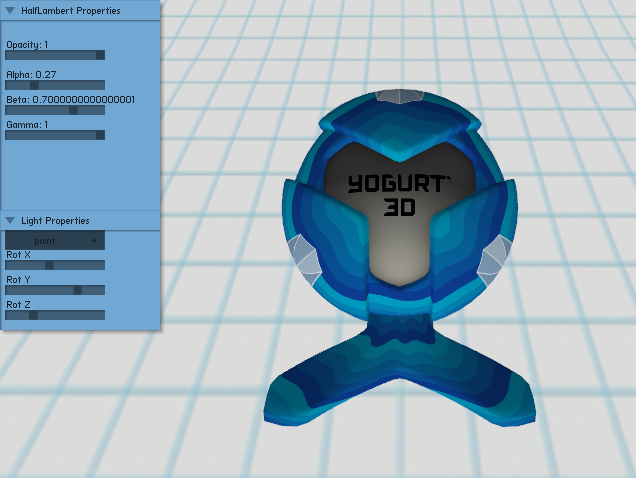 HalfLambert Properties
Opacity: 1
Alpha: 0.27
Beta: 0.7000000000000001
Gamma: 1
Light Properties
point +
Rot X
Rot Y
Rot Z
YOGURT
3D